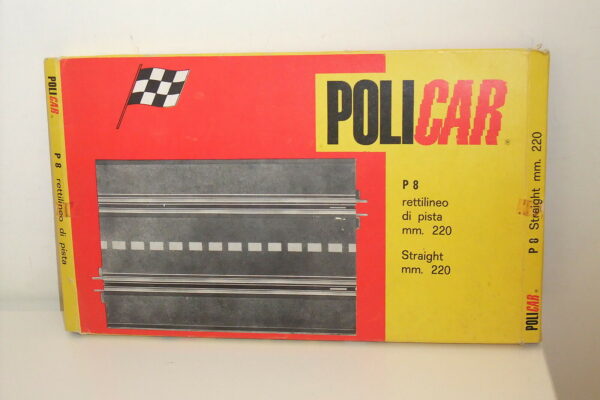 POLICAR®
P 8
rettilineo
di pista
mm. 220
Straight
mm. 220
POLICAR®
P 8 rettilineo di pista
POLICAR®
P 8 Straight mm. 220